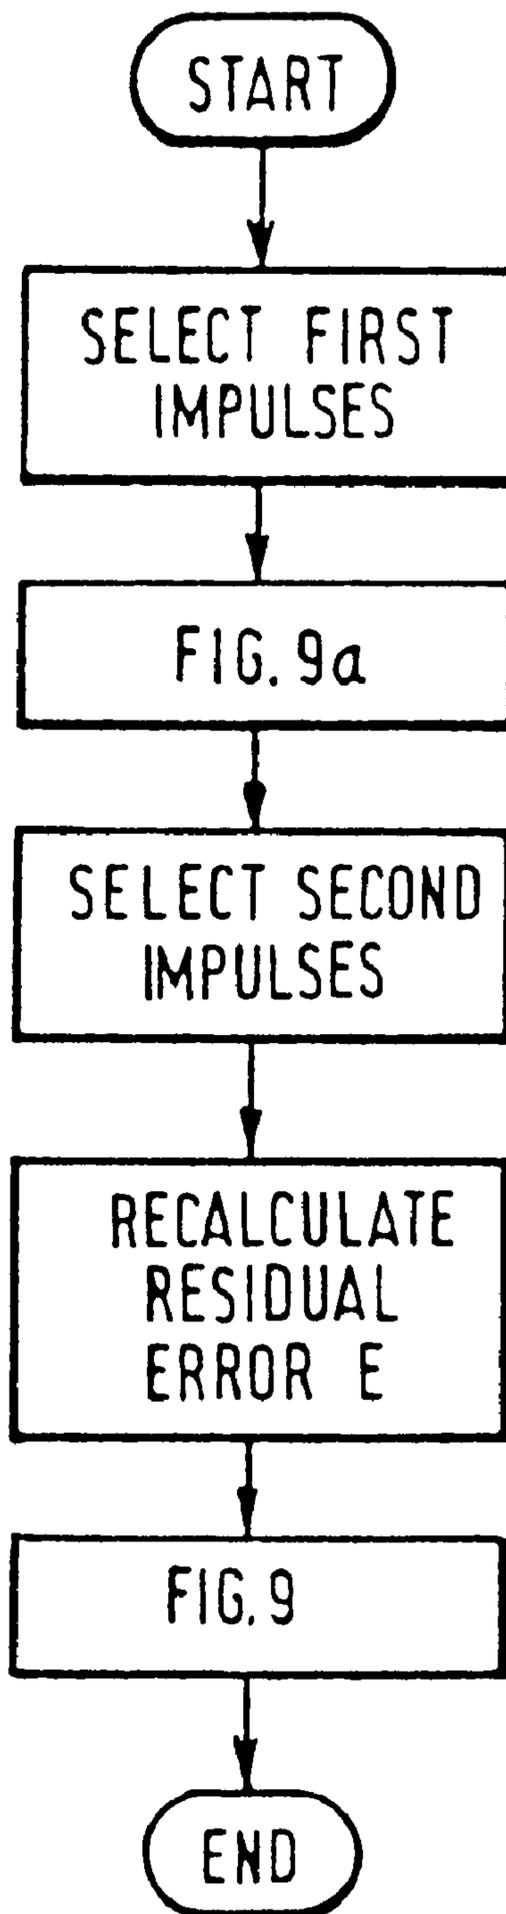 START
SELECT FIRST
IMPULSES
FIG. 9a
SELECT SECOND
IMPULSES
RECALCULATE
RESIDUAL
ERROR E
FIG. 9
END